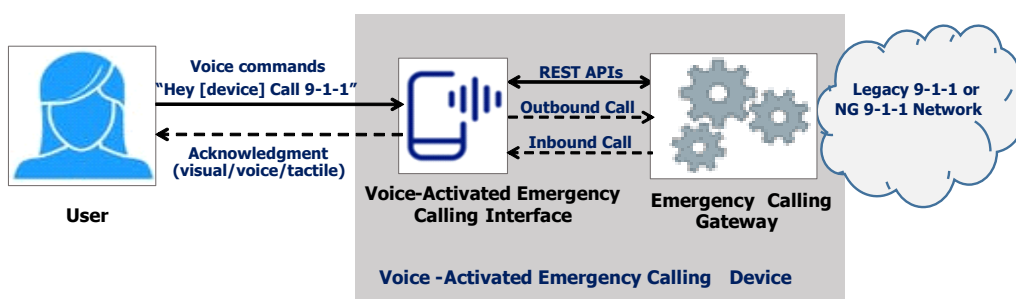 Voice commands
“Hey [device] Call 9-1-1”
Acknowledgment
(visual/voice/tactile)
User
REST APIs
Outbound Call
Inbound Call
Voice-Activated Emergency
Calling Interface
Emergency Calling
Gateway
Legacy 9-1-1 or
NG 9-1-1 Network
Voice -Activated Emergency Calling Device